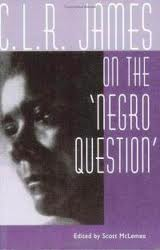 C.L.R. JAMES
ON THE
'NEGRO
QUESTION'
Edited by Scott McLemee